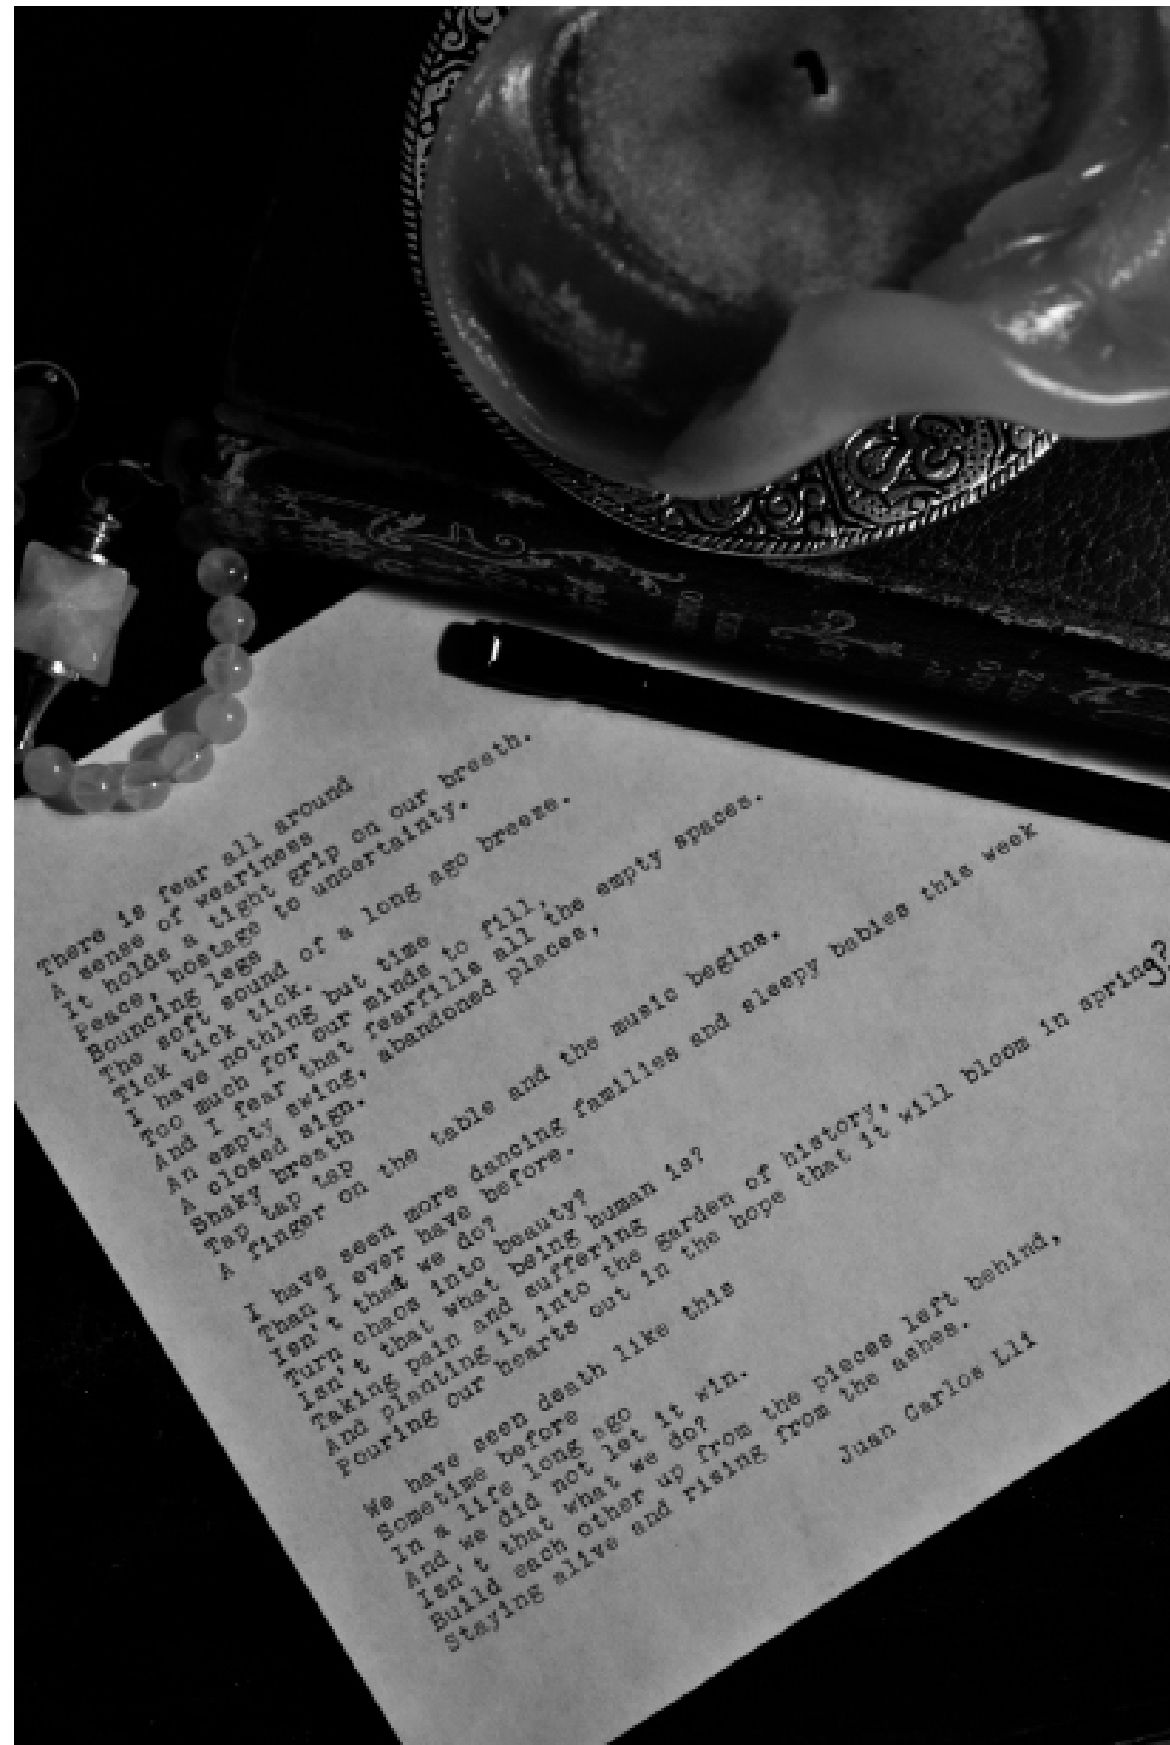 There is fear all around
A sense of weariness
It holds a tight grip on our breath.
Peace, hostage to uncertainty.
Bouncing legs
The soft sound of a long ago breeze.
Tick tick tick.
I have nothing but time
Too much for our minds to fill,
And I fear that fearfills all the empty spaces.
An empty swing, abandoned places,
A closed sign.
Shaky breath
Tap tap tap
A finger on the table and the music begins.
I have seen more dancing families and sleepy babies this week
Than I ever have before.
Isn't that we do?
Turn chaos into beauty?
Isn't that what being human is?
Taking pain and suffering
And planting it into the garden of history,
Pouring our hearts out in the hope that it will bloom in spring?
We have seen death like this
Sometime before
In a life long ago
And we did not let it win.
Isn't that what we do?
Build each other up from the pieces left behind,
Staying alive and rising from the ashes.
Juan Carlos Lli